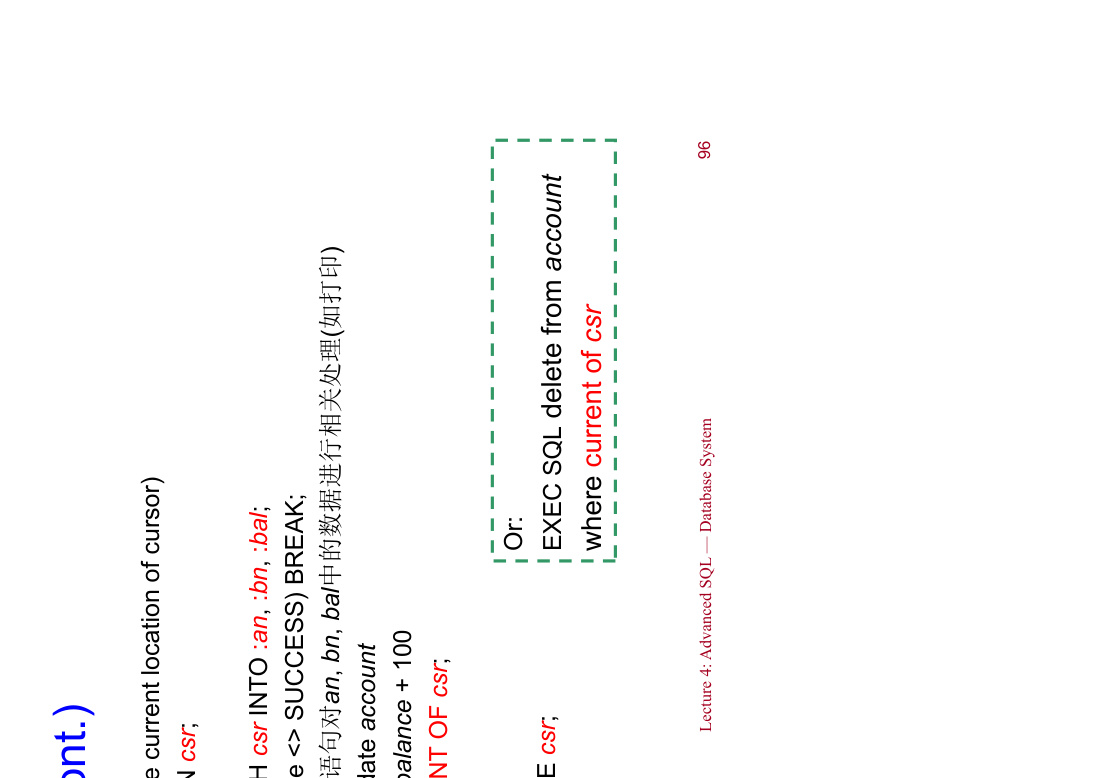 ont.)
e current location of cursor)
N csr;
H csr INTO :an, :bn, :bal;
e <> SUCCESS) BREAK;
语句对an, bn, bal中的数据进行相关处理(如打印)
date account
balance + 100
NT OF csr;
E csr;
Or:
EXEC SQL delete from account
where current of csr
Lecture 4: Advanced SQL — Database System
96